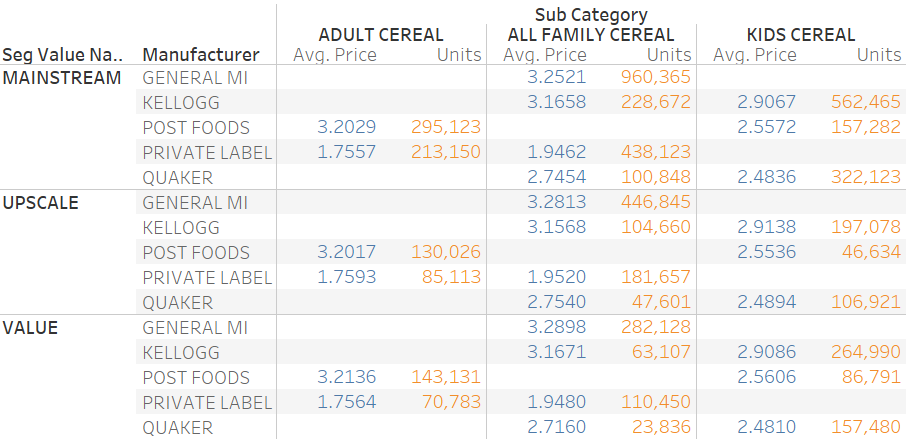 Sub Category
ADULT CEREAL ALL FAMILY CEREAL KIDS CEREAL
Seg Value Na.. Manufacturer Avg. Price Units Avg. Price Units Avg. Price Units
MAINSTREAM GENERAL MI 3.2521 960,365
KELLOGG 3.1658 228,672 2.9067 562,465
POST FOODS 3.2029 295,123 2.5572 157,282
PRIVATE LABEL 1.7557 213,150 1.9462 438,123
QUAKER 2.7454 100,848 2.4836 322,123
UPSCALE GENERAL MI 3.2813 446,845
KELLOGG 3.1568 104,660 2.9138 197,078
POST FOODS 3.2017 130,026 2.5536 46,634
PRIVATE LABEL 1.7593 85,113 1.9520 181,657
QUAKER 2.7540 47,601 2.4894 106,921
VALUE GENERAL MI 3.2898 282,128
KELLOGG 3.1671 63,107 2.9086 264,990
POST FOODS 3.2136 143,131 2.5606 86,791
PRIVATE LABEL 1.7564 70,783 1.9480 110,450
QUAKER 2.7160 23,836 2.4810 157,480